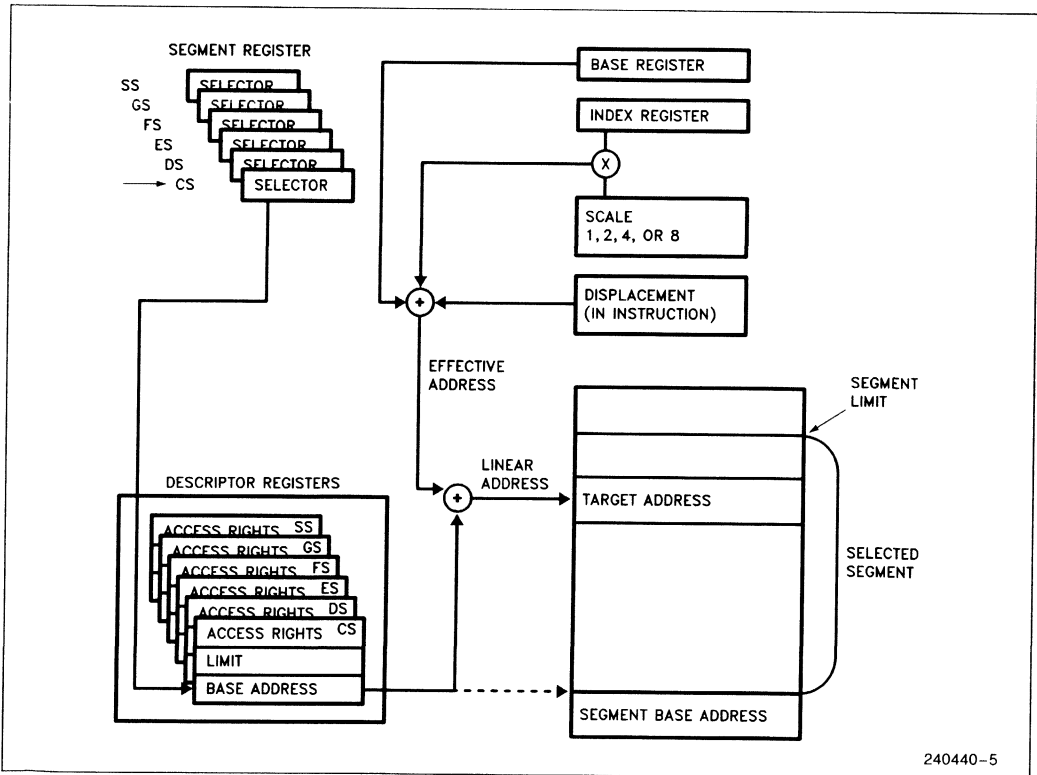 SEGMENT REGISTER
SS
GS
FS
ES
DS
CS
SELECTOR
SELECTOR
SELECTOR
SELECTOR
SELECTOR
SELECTOR
BASE REGISTER
INDEX REGISTER
X
SCALE
1, 2, 4, OR 8
DISPLACEMENT
(IN INSTRUCTION)
+
EFFECTIVE
ADDRESS
SEGMENT
LIMIT
LINEAR
ADDRESS
+
TARGET ADDRESS
SELECTED
SEGMENT
SEGMENT BASE ADDRESS
DESCRIPTOR REGISTERS
ACCESS RIGHTS SS
ACCESS RIGHTS GS
ACCESS RIGHTS FS
ACCESS RIGHTS ES
ACCESS RIGHTS DS
ACCESS RIGHTS CS
LIMIT
BASE ADDRESS
240440-5